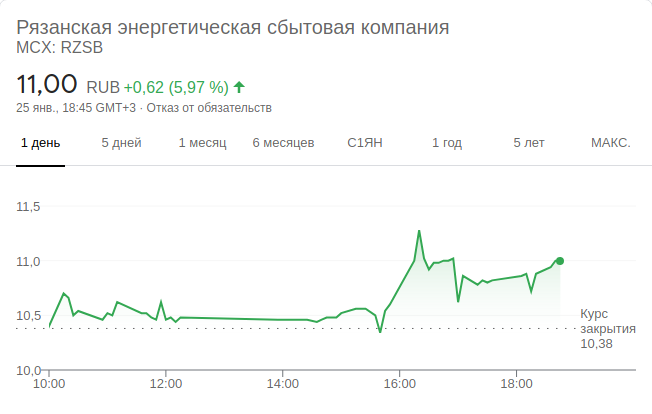 Рязанская энергетическая сбытовая компания
MCX: RZSB
11,00 RUB +0,62 (5,97 %)
25 янв., 18:45 GMT+3 · Отказ от обязательств
1 день 5 дней 1 месяц 6 месяцев С1ЯН 1 год 5 лет МАКС.
11,5
11,0
10,5
Курс
закрытия
10,38
10,0
10:00 12:00 14:00 16:00 18:00